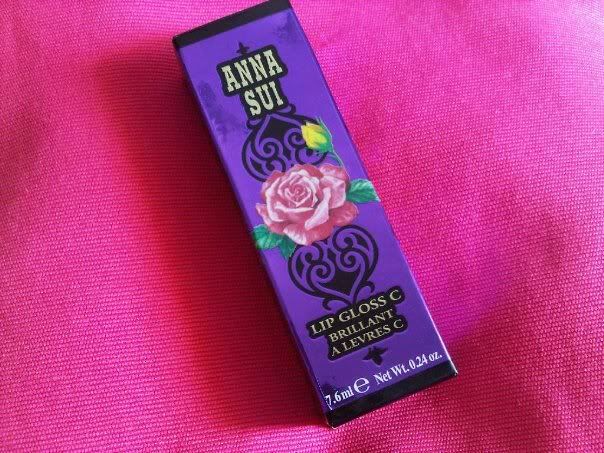 ANNA
SUI
LIP GLOSS C
BRILLANT
A LEVRES C
7.6ml ℮ Net Wt. 0.24 oz.